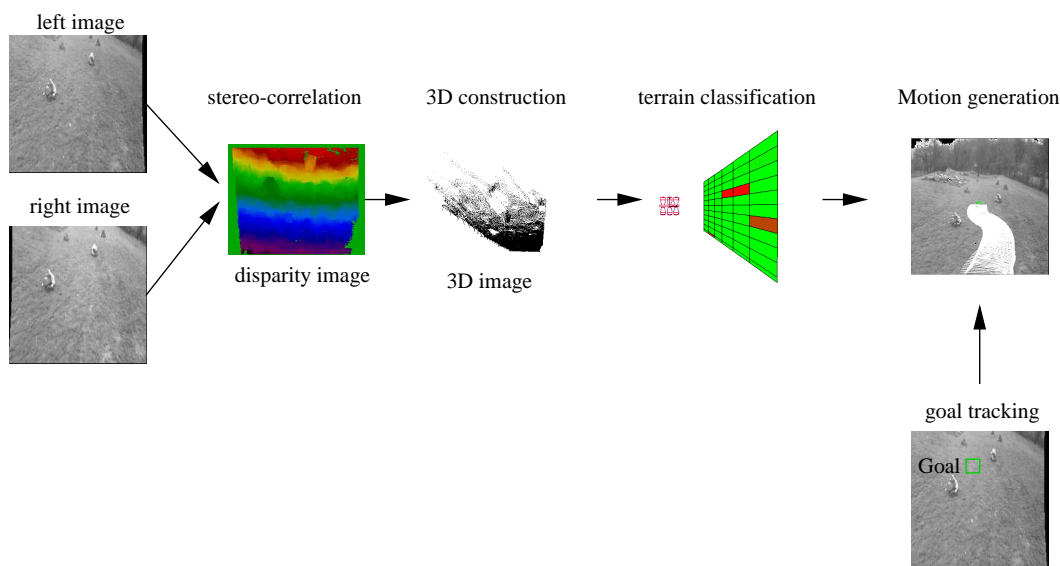 left image
stereo-correlation
3D construction
terrain classification
Motion generation
right image
disparity image
3D image
goal tracking
Goal